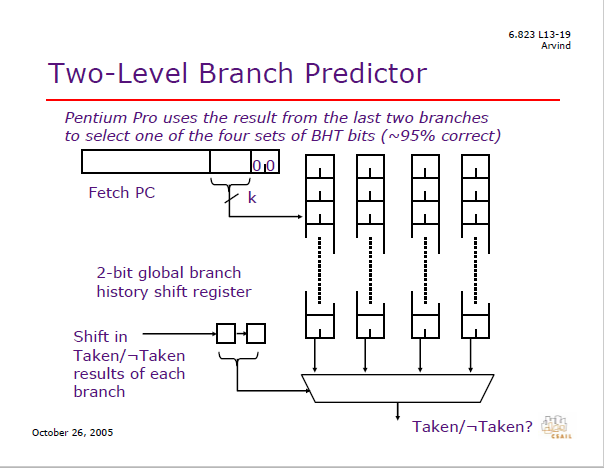 6.823 L13-19
Arvind
Two-Level Branch Predictor
Pentium Pro uses the result from the last two branches
to select one of the four sets of BHT bits (~95% correct)
0 0
Fetch PC
k
2-bit global branch
history shift register
Shift in
Taken/¬Taken
results of each
branch
Taken/¬Taken?
CSAIL
October 26, 2005